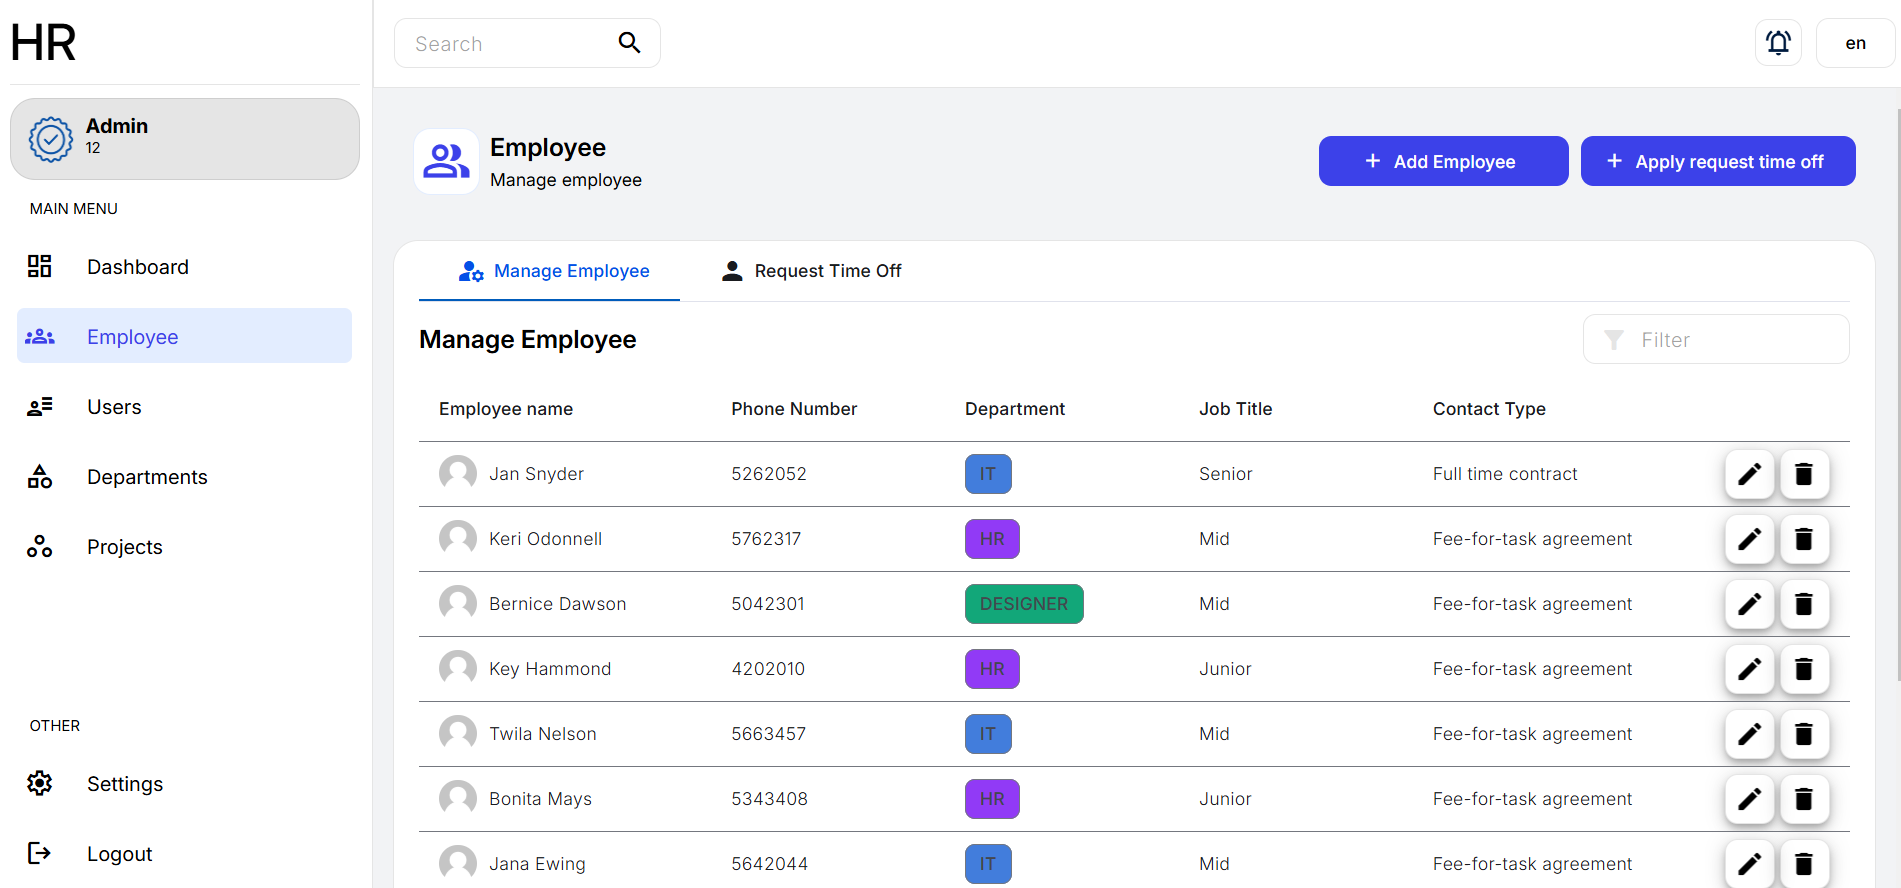 HR
Admin
12
MAIN MENU
Dashboard
Employee
Users
Departments
Projects
OTHER
Settings
Logout
Search
en
Employee
Manage employee
+ Add Employee
+ Apply request time off
Manage Employee
Request Time Off
Manage Employee
Filter
Employee name Phone Number Department Job Title Contact Type
Jan Snyder 5262052 IT Senior Full time contract
Keri Odonnell 5762317 HR Mid Fee-for-task agreement
Bernice Dawson 5042301 DESIGNER Mid Fee-for-task agreement
Key Hammond 4202010 HR Junior Fee-for-task agreement
Twila Nelson 5663457 IT Mid Fee-for-task agreement
Bonita Mays 5343408 HR Junior Fee-for-task agreement
Jana Ewing 5642044 IT Mid Fee-for-task agreement